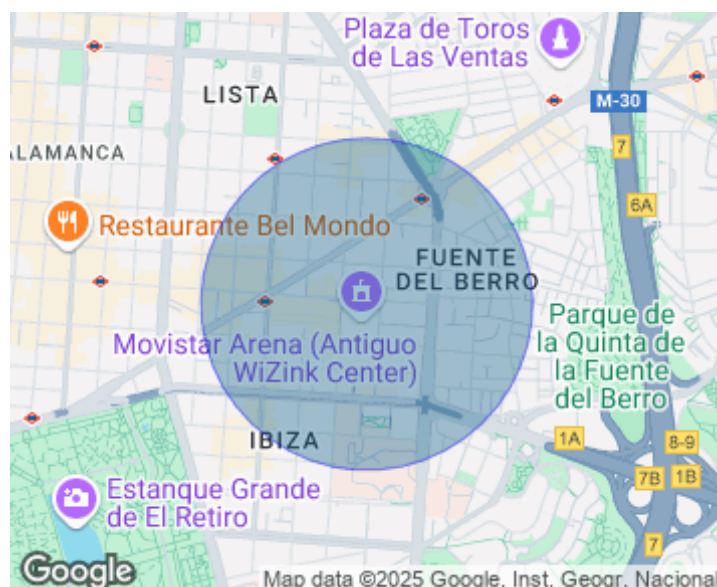 Plaza de Toros
de Las Ventas
LISTA
M-30
7
ALAMANCA
6A
Restaurante Bel Mondo
FUENTE
DEL BERRO
Movistar Arena (Antiguo
WiZink Center)
Parque de
la Quinta de
la Fuente
del Berro
IBIZA
1A
8-9
7B
1B
Estanque Grande
de El Retiro
7
Google
Map data ©2025 Google, Inst. Geogr. Nacional